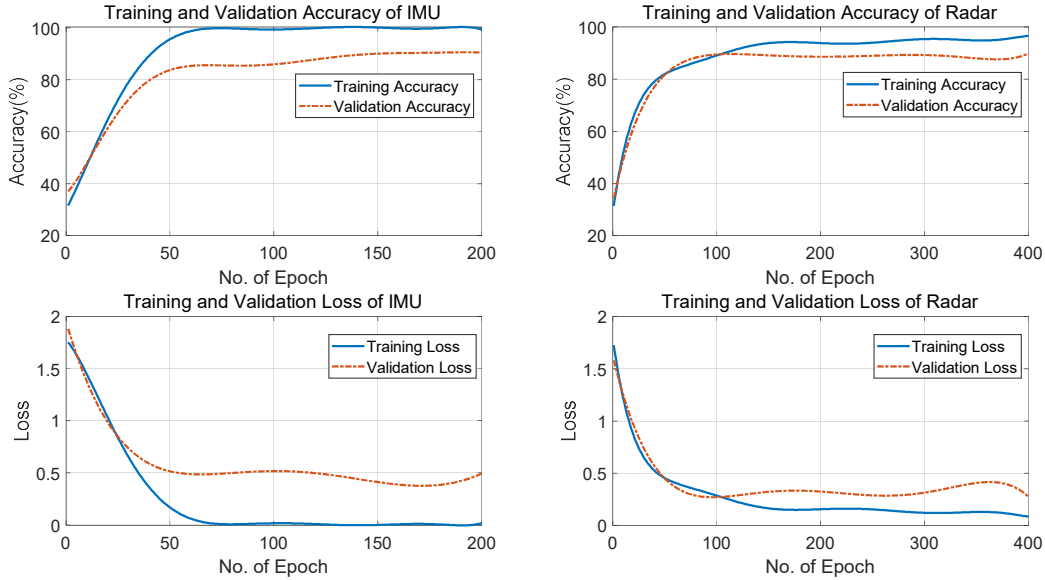 Training and Validation Accuracy of IMU
100
80
60
40
20
Accuracy(%)
Training Accuracy
Validation Accuracy
0 50 100 150 200
No. of Epoch
Training and Validation Accuracy of Radar
100
80
60
40
20
Accuracy(%)
Training Accuracy
Validation Accuracy
0 100 200 300 400
No. of Epoch
Training and Validation Loss of IMU
2
1.5
1
0.5
0
Loss
Training Loss
Validation Loss
0 50 100 150 200
No. of Epoch
Training and Validation Loss of Radar
2
1.5
1
0.5
0
Loss
Training Loss
Validation Loss
0 100 200 300 400
No. of Epoch